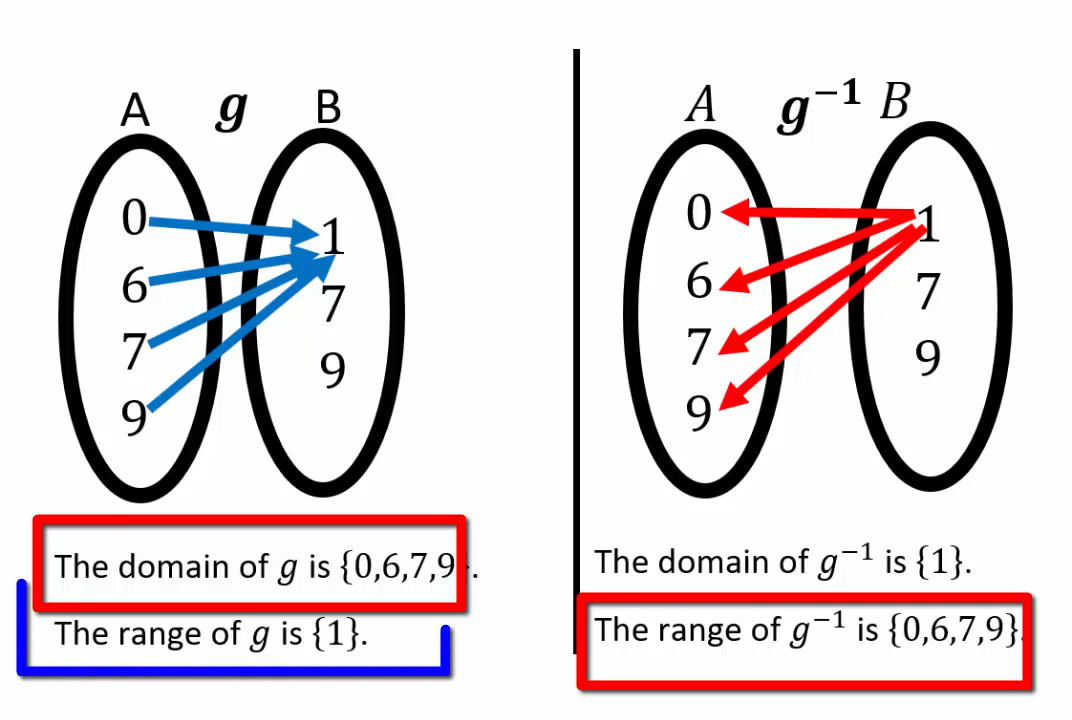 A g B
0
6
7
9
1
7
9
The domain of g is {0,6,7,9}.
The range of g is {1}.
A g⁻¹ B
0
6
7
9
1
7
9
The domain of g⁻¹ is {1}.
The range of g⁻¹ is {0,6,7,9}.